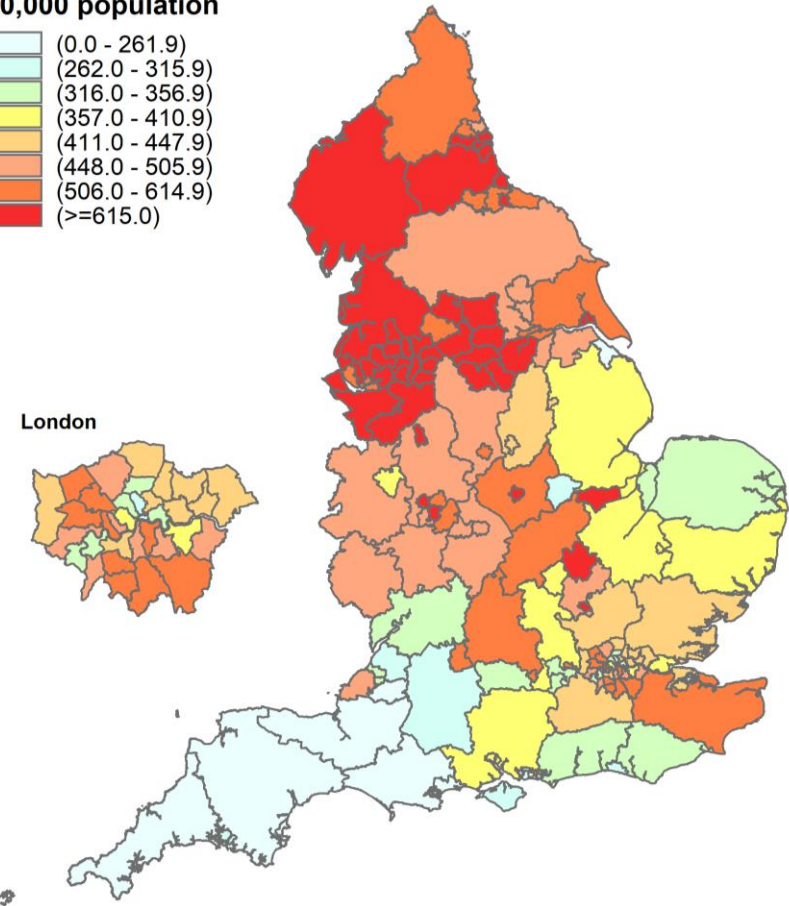 0,000 population
(0.0 - 261.9)
(262.0 - 315.9)
(316.0 - 356.9)
(357.0 - 410.9)
(411.0 - 447.9)
(448.0 - 505.9)
(506.0 - 614.9)
(>=615.0)
London